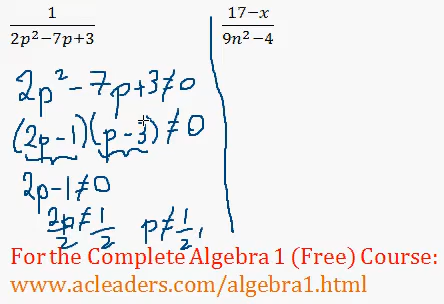 1/(2p²−7p+3)
17−x/(9n²−4)
2p² − 7p + 3 ≠ 0
(2p − 1)(p − 3) ≠ 0
2p − 1 ≠ 0
2p/2 ≠ 1/2 p ≠ 1/2,
For the Complete Algebra 1 (Free) Course:
www.acleaders.com/algebra1.html